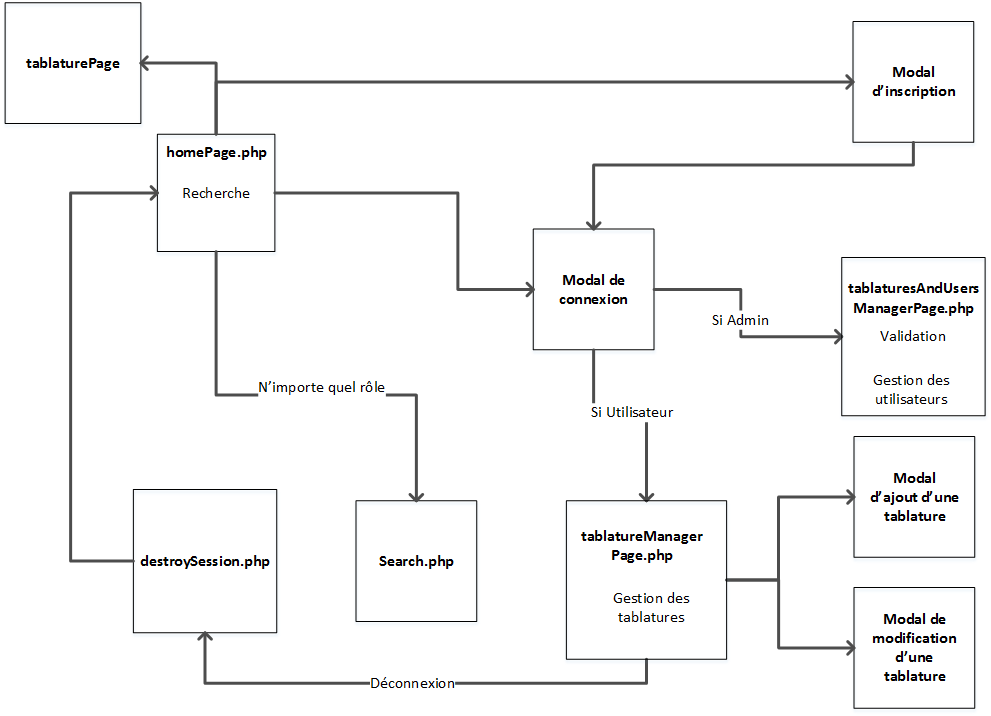 tablaturePage
Modal
d’inscription
homePage.php
Recherche
Modal de
connexion
tablaturesAndUsers
ManagerPage.php
Validation
Gestion des
utilisateurs
Si Admin
N’importe quel rôle
Si Utilisateur
Modal
d’ajout d’une
tablature
destroySession.php
Search.php
tablatureManager
Page.php
Gestion des
tablatures
Modal de
modification
d’une
tablature
Déconnexion